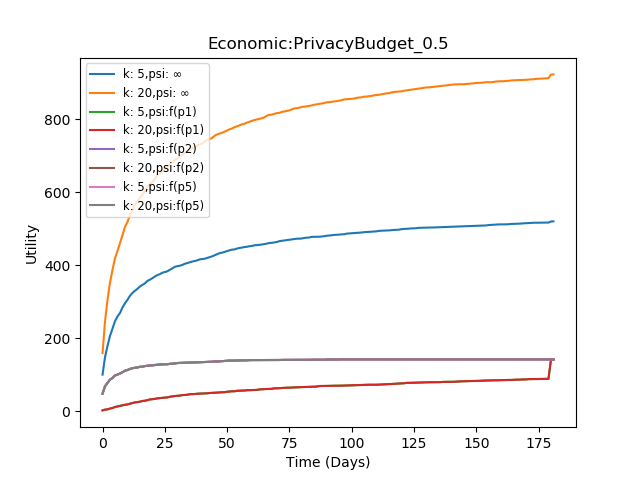 Economic:PrivacyBudget_0.5
k: 5,psi: ∞
k: 20,psi: ∞
k: 5,psi:f(p1)
k: 20,psi:f(p1)
k: 5,psi:f(p2)
k: 20,psi:f(p2)
k: 5,psi:f(p5)
k: 20,psi:f(p5)
Utility
800
600
400
200
0
0 25 50 75 100 125 150 175
Time (Days)